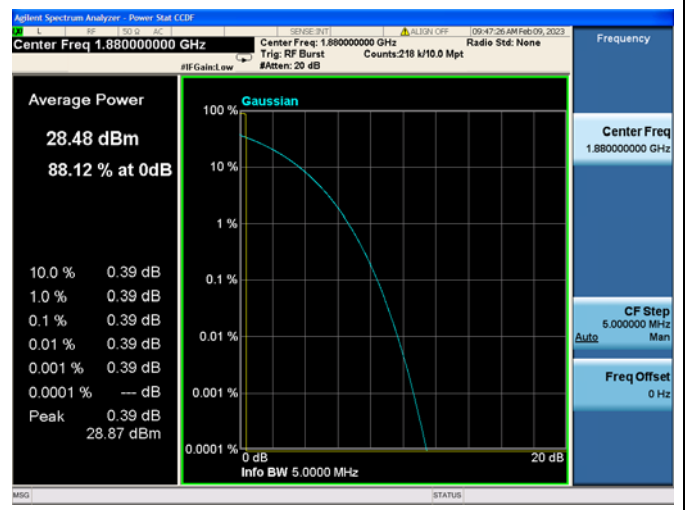 Agilent Spectrum Analyzer - Power Stat CCDF
L RF 50 Ω AC SENSE:INT ALIGN OFF 09:47:26 AM Feb 09, 2023
Center Freq 1.880000000 GHz
Center Freq: 1.880000000 GHz Radio Std: None
Trig: RF Burst Counts:218 k/10.0 Mpt
#IFGain:Low #Atten: 20 dB
Frequency
Average Power
28.48 dBm
88.12 % at 0dB
10.0 % 0.39 dB
1.0 % 0.39 dB
0.1 % 0.39 dB
0.01 % 0.39 dB
0.001 % 0.39 dB
0.0001 % --- dB
Peak 0.39 dB
28.87 dBm
Gaussian
100 %
10 %
1 %
0.1 %
0.01 %
0.001 %
0.0001 %
0 dB 20 dB
Info BW 5.0000 MHz
Center Freq
1.880000000 GHz
CF Step
5.000000 MHz
Auto Man
Freq Offset
0 Hz
MSG STATUS